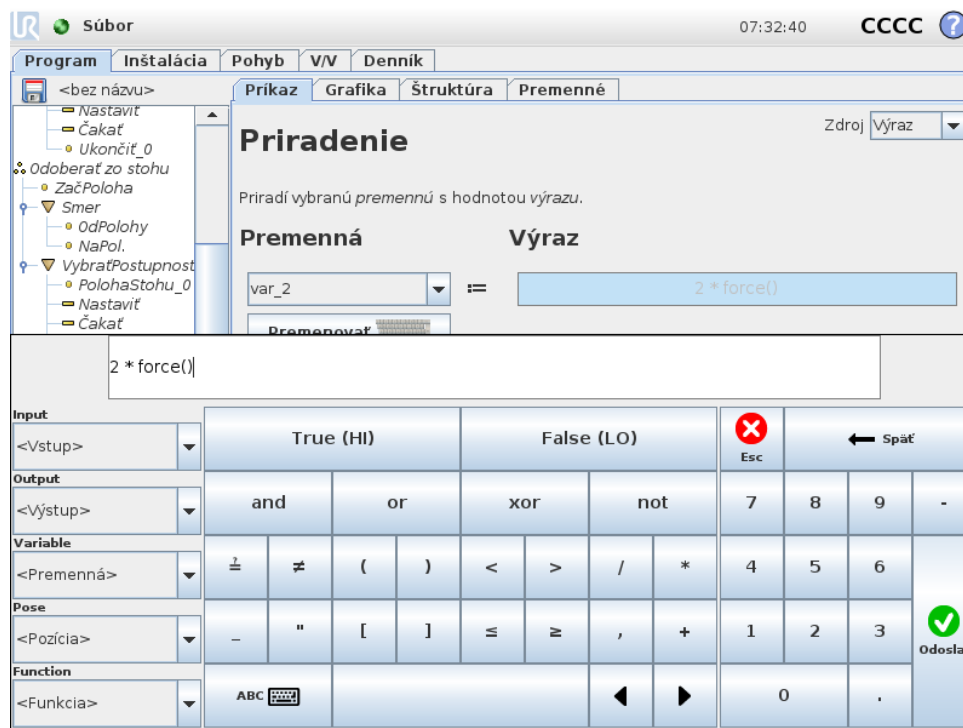 UR Súbor 07:32:40 CCCC ?
Program Inštalácia Pohyb V/V Denník
<bez názvu> Príkaz Grafika Štruktúra Premenné
Nastaviť
Čakať
Ukončiť_0
Odoberať zo stohu
ZačPoloha
Smer
OdPolohy
NaPol.
VybraťPostupnost
PolohaStohu_0
Nastaviť
Čakať
Priradenie
Zdroj Výraz
Priradí vybranú premennú s hodnotou výrazu.
Premenná Výraz
var_2 := 2 * force()
Premenovať
2 * force()
Input
<Vstup>
Output
<Výstup>
Variable
<Premenná>
Pose
<Pozícia>
Function
<Funkcia>
True (HI) False (LO) Esc Späť
and or xor not 7 8 9 -
≟ ≠ ( ) < > / * 4 5 6
_ " [ ] ≤ ≥ , + 1 2 3 Odosla
ABC 0 .